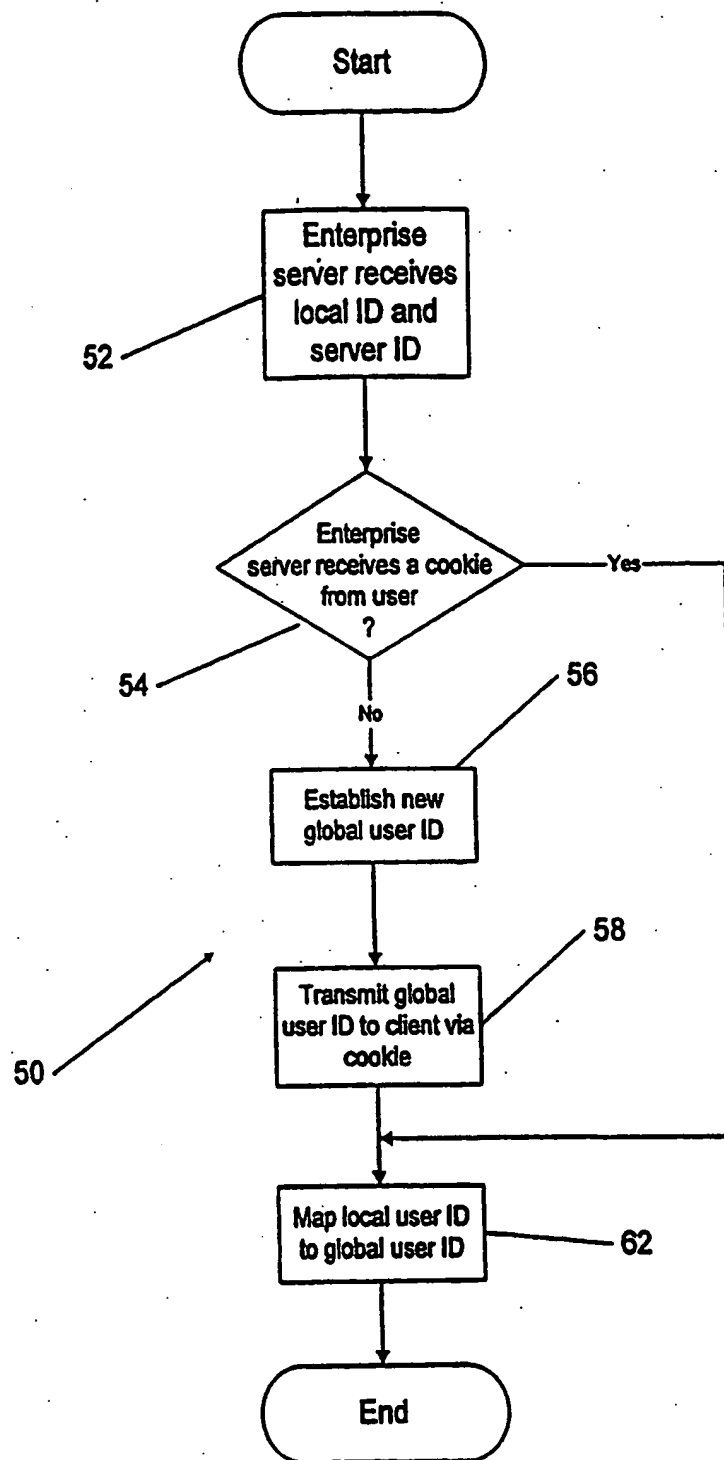 Start
Enterprise
server receives
local ID and
server ID
52
Enterprise
server receives a cookie
from user
?
Yes
54
No
56
Establish new
global user ID
58
Transmit global
user ID to client via
cookie
50
Map local user ID
to global user ID
62
End